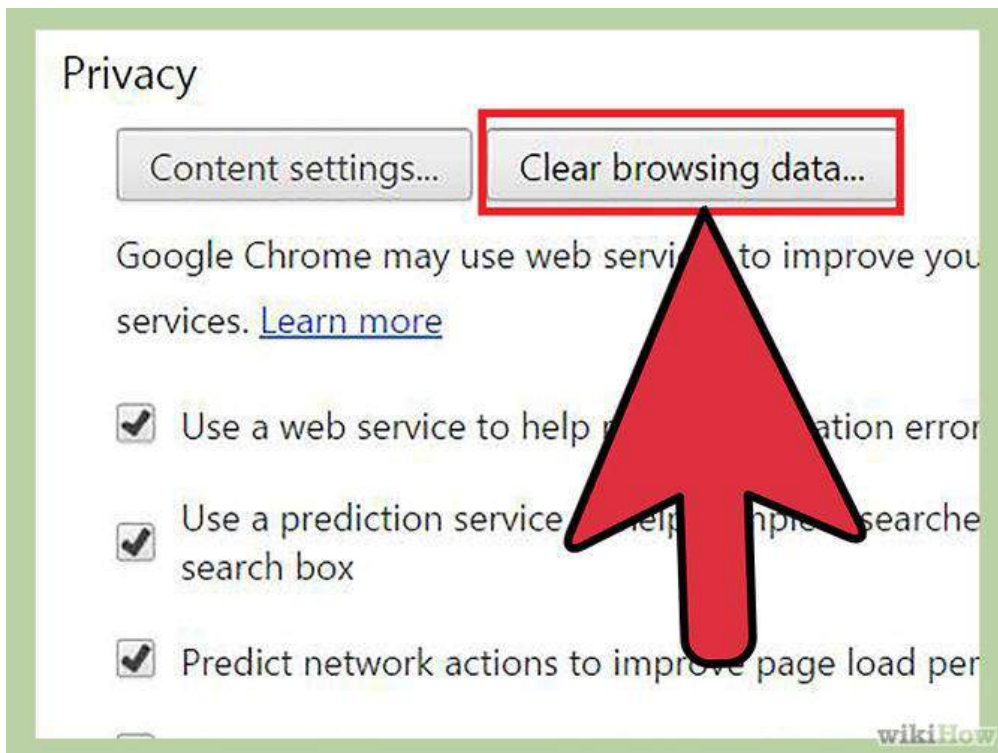 Privacy
Content settings...
Clear browsing data...
Google Chrome may use web to improve you
services. Learn more
Use a web service to help ation error
Use a prediction service searche
search box
Predict network actions to improve page load per
wikiHow